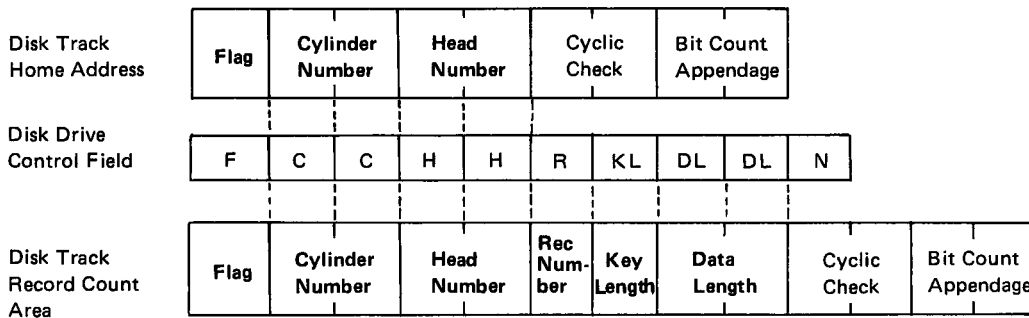 Disk Track
Home Address
Flag
Cylinder
Number
Head
Number
Cyclic
Check
Bit Count
Appendage
Disk Drive
Control Field
F C C H H R KL DL DL N
Disk Track
Record Count
Area
Flag
Cylinder
Number
Head
Number
Rec
Num-
ber
Key
Length
Data
Length
Cyclic
Check
Bit Count
Appendage